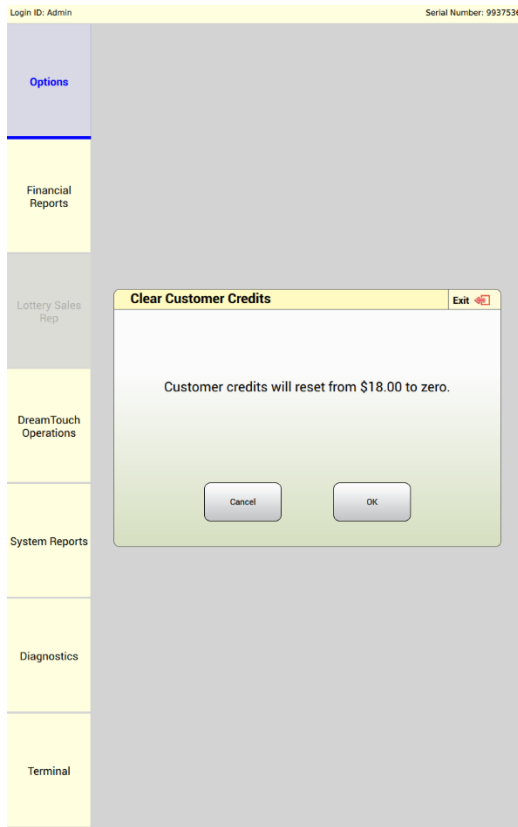 Login ID: Admin
Serial Number: 9937536
Options
Financial
Reports
Lottery Sales
Rep
DreamTouch
Operations
System Reports
Diagnostics
Terminal
Clear Customer Credits
Exit
Customer credits will reset from $18.00 to zero.
Cancel
OK